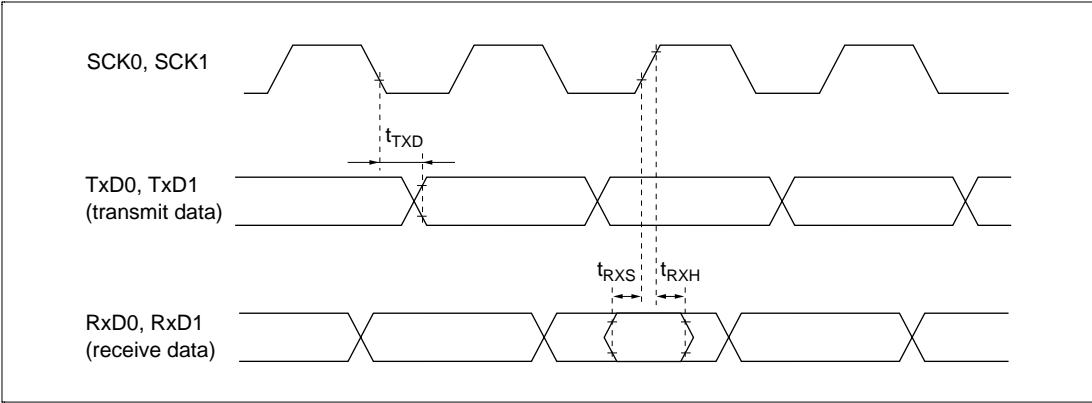 SCK0, SCK1
tTXD
TxD0, TxD1
(transmit data)
tRXS tRXH
RxD0, RxD1
(receive data)